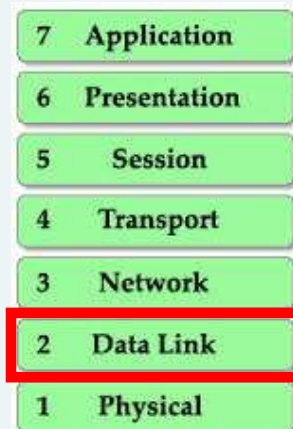 7 Application
6 Presentation
5 Session
4 Transport
3 Network
2 Data Link
1 Physical